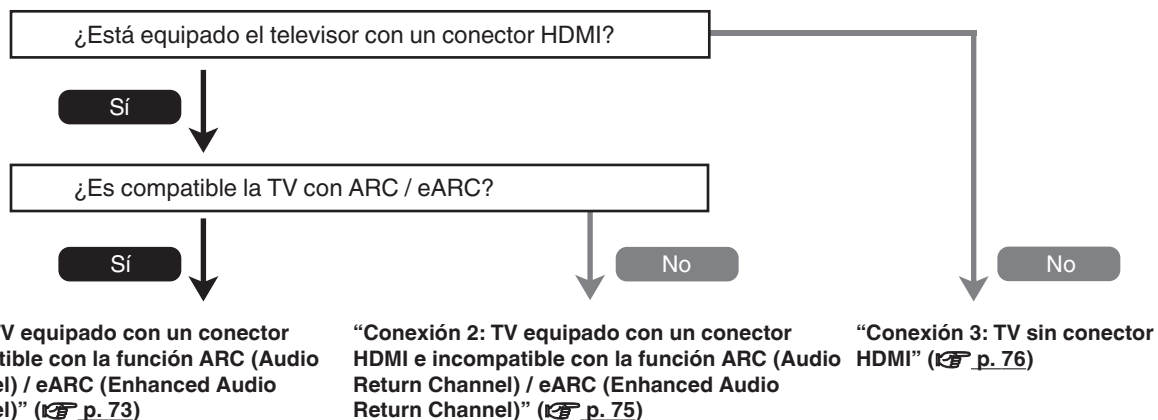 ¿Está equipado el televisor con un conector HDMI?
Sí
¿Es compatible la TV con ARC / eARC?
Sí
No
No
TV equipado con un conector
con la función ARC (Audio
/ eARC (Enhanced Audio
(☞ p. 73)
“Conexión 2: TV equipado con un conector
HDMI e incompatible con la función ARC (Audio
Return Channel) / eARC (Enhanced Audio
Return Channel)” (☞ p. 75)
“Conexión 3: TV sin conector
HDMI” (☞ p. 76)